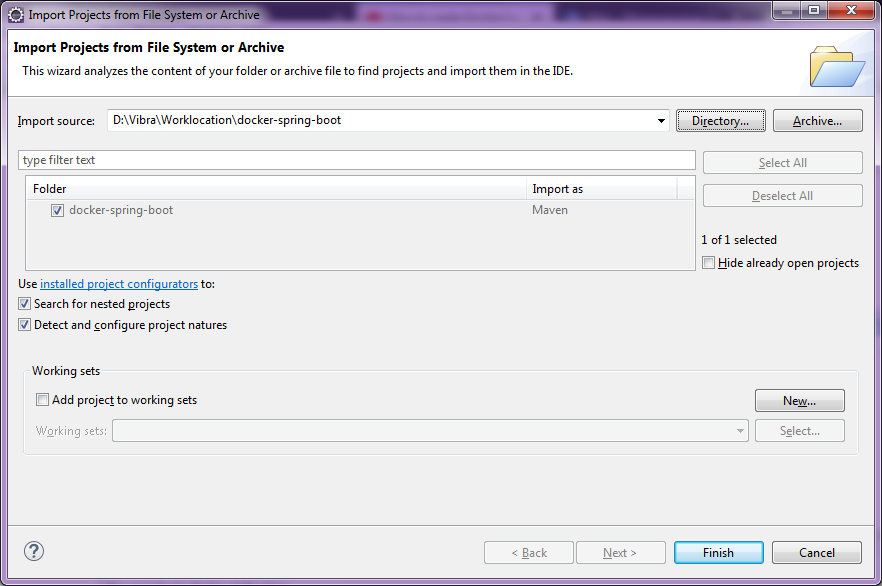 Import Projects from File System or Archive
Import Projects from File System or Archive
This wizard analyzes the content of your folder or archive file to find projects and import them in the IDE.
Import source: D:\Vibra\Worklocation\docker-spring-boot Directory... Archive...
type filter text Select All
Folder Import as Deselect All
docker-spring-boot Maven
1 of 1 selected
Hide already open projects
Use installed project configurators to:
Search for nested projects
Detect and configure project natures
Working sets
Add project to working sets New...
Working sets: Select...
? < Back Next > Finish Cancel